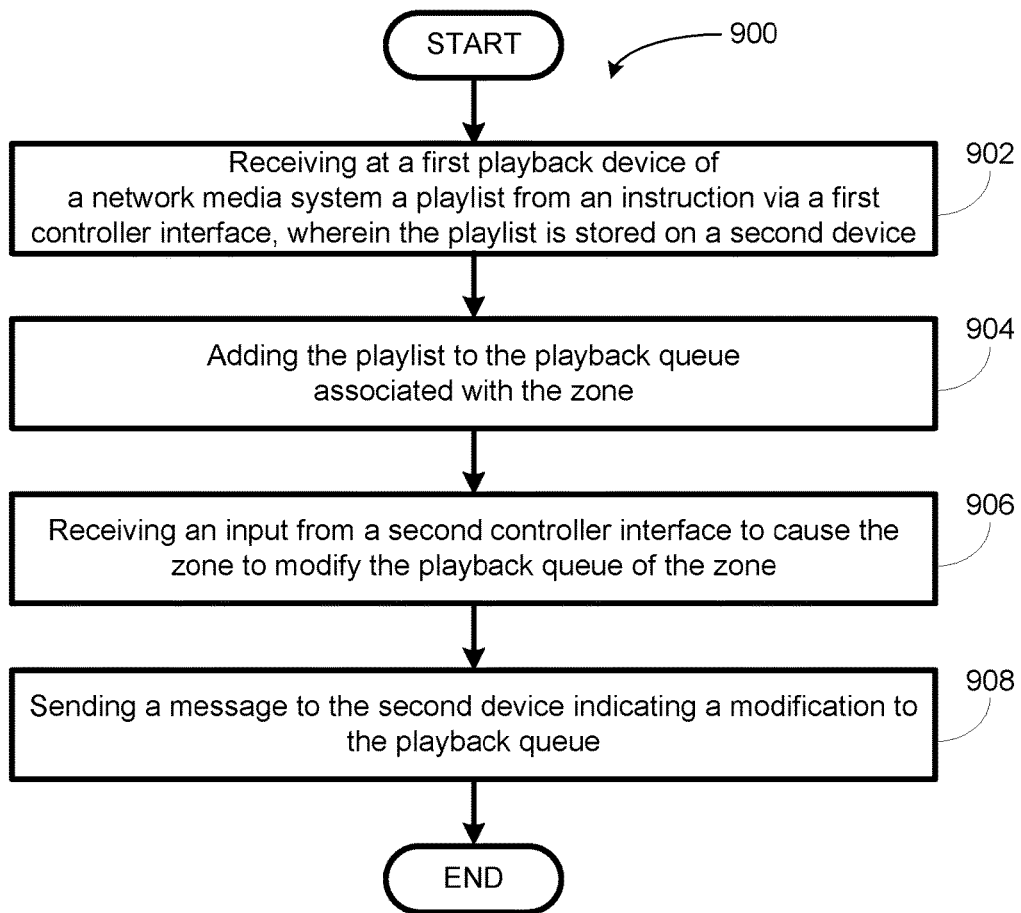 START
900
Receiving at a first playback device of
a network media system a playlist from an instruction via a first
controller interface, wherein the playlist is stored on a second device
902
Adding the playlist to the playback queue
associated with the zone
904
Receiving an input from a second controller interface to cause the
zone to modify the playback queue of the zone
906
Sending a message to the second device indicating a modification to
the playback queue
908
END